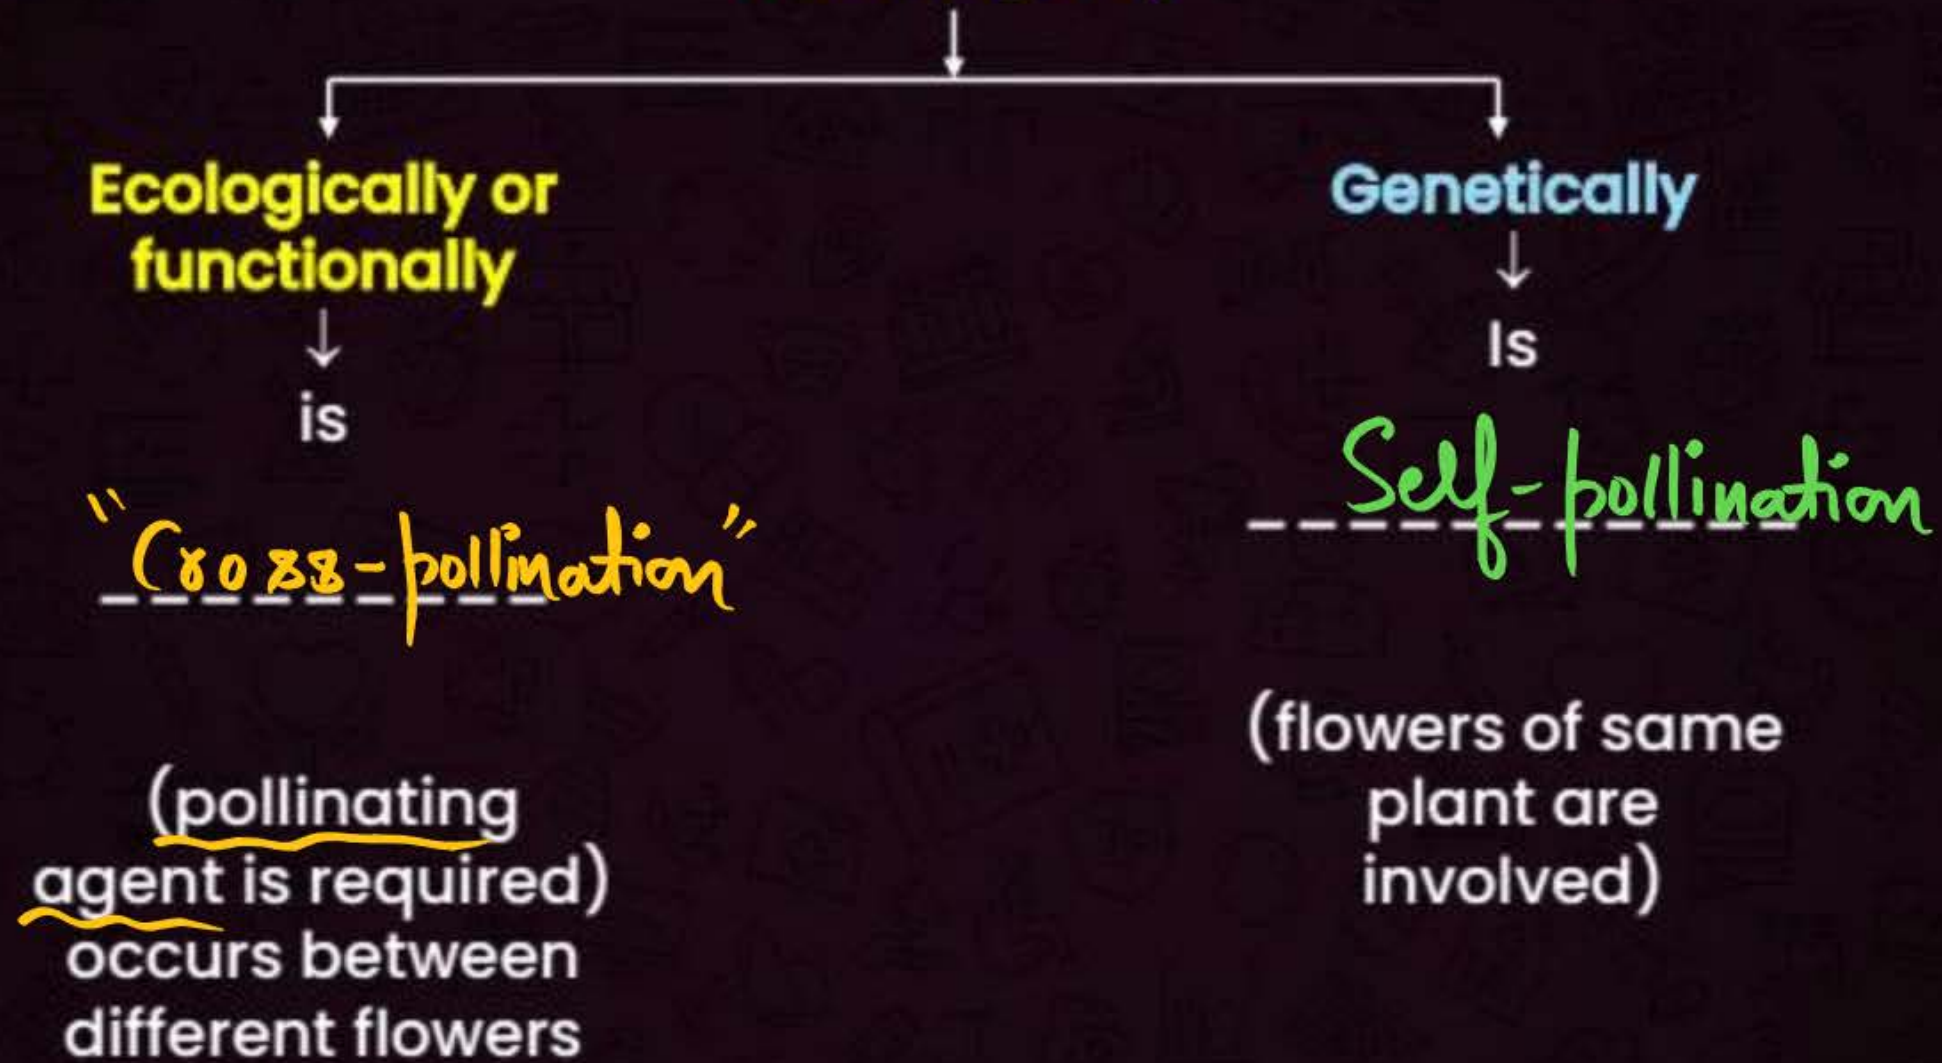 Ecologically or
functionally
↓
is
"Cross-pollination"
(pollinating
agent is required)
occurs between
different flowers
Genetically
↓
Is
Self-pollination
(flowers of same
plant are
involved)